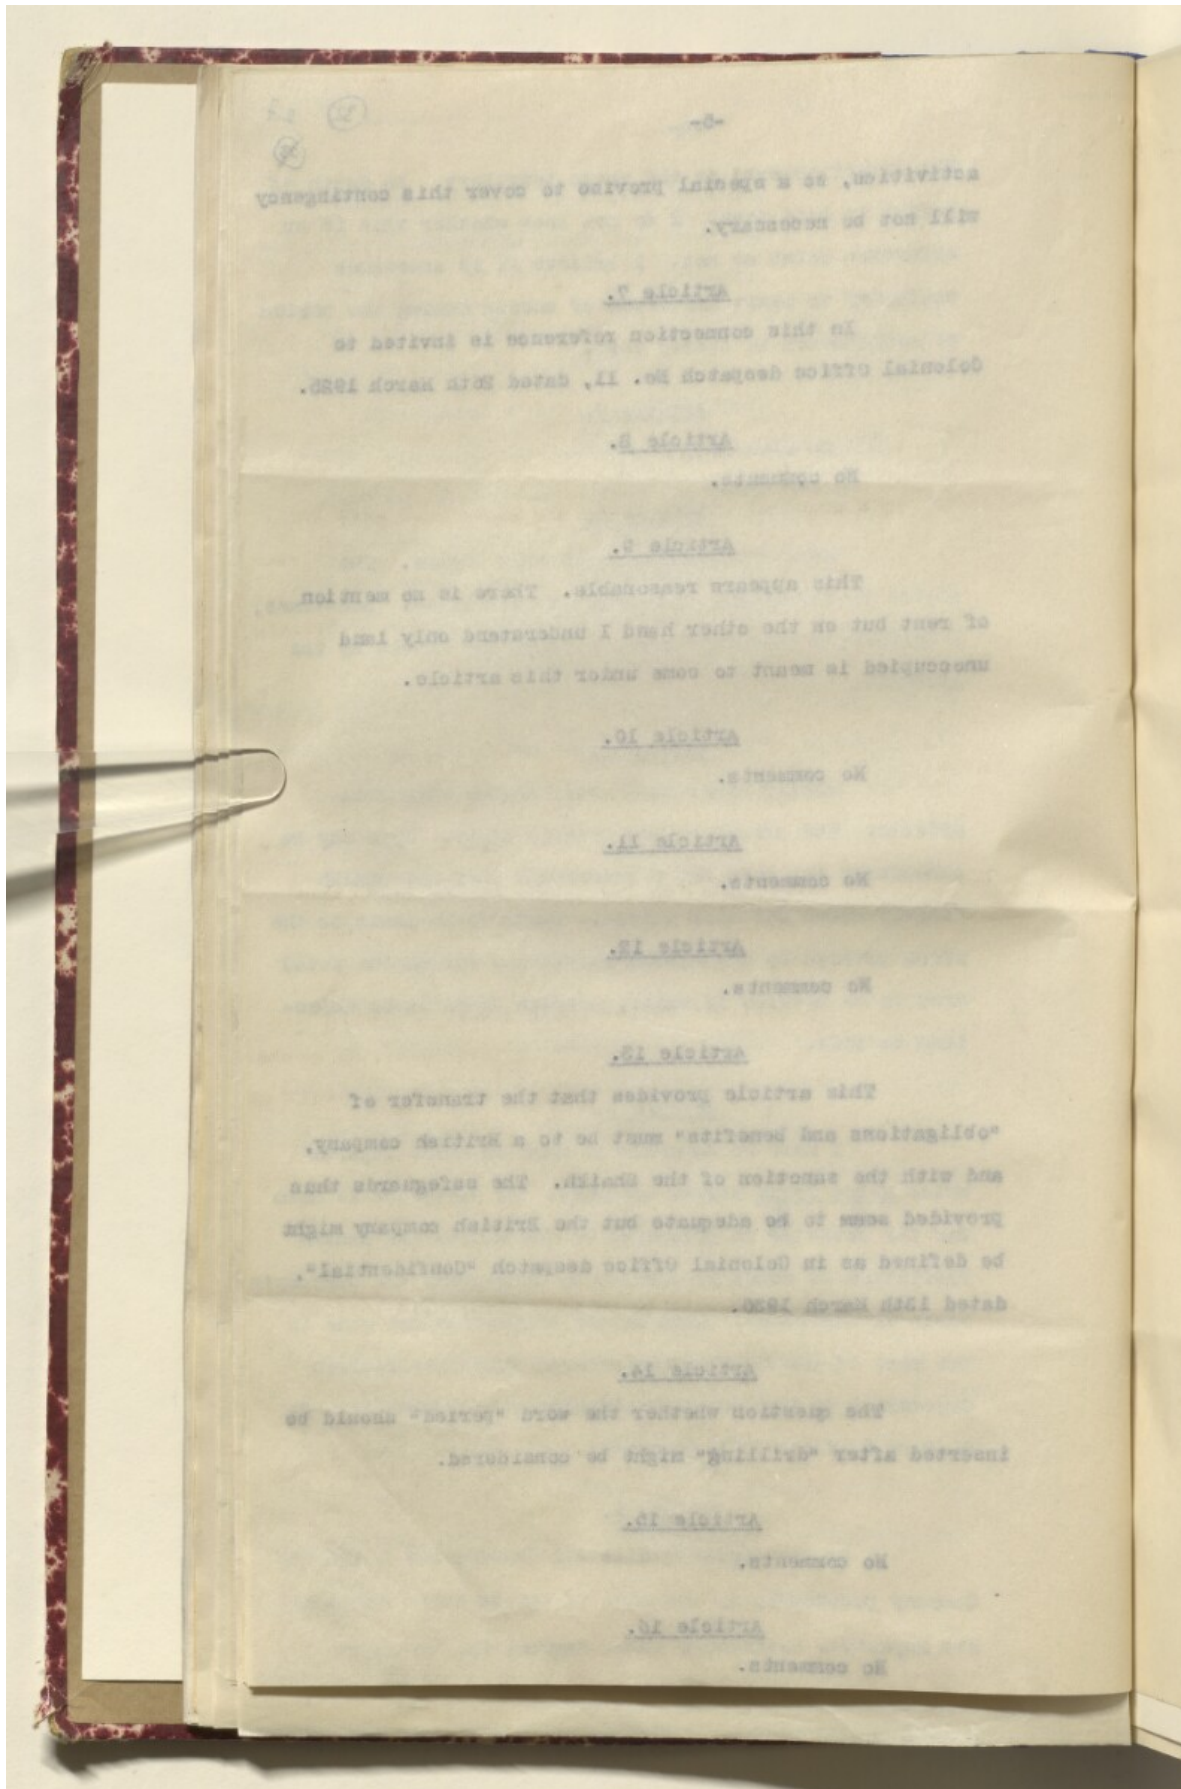 -5-
activities, so a special proviso to cover this contingency
will not be necessary.
Article 7.
In this connection reference is invited to
Colonial Office despatch No. 11, dated 26th March 1925.
Article 8.
No comments.
Article 9.
This appears reasonable. There is no mention
of rent but on the other hand I understand only land
unoccupied is meant to come under this article.
Article 10.
No comments.
Article 11.
No comments.
Article 12.
No comments.
Article 13.
This article provides that the transfer of
"obligations and benefits" must be to a British company,
and with the sanction of the Shaikh. The safeguards thus
provided seem to be adequate but the British company might
be defined as in Colonial Office despatch "Confidential",
dated 13th March
Article 14.
The question whether the word "period" should be
inserted after "drilling" might be considered.
Article 15.
No comments.
Article 16.
No comments.